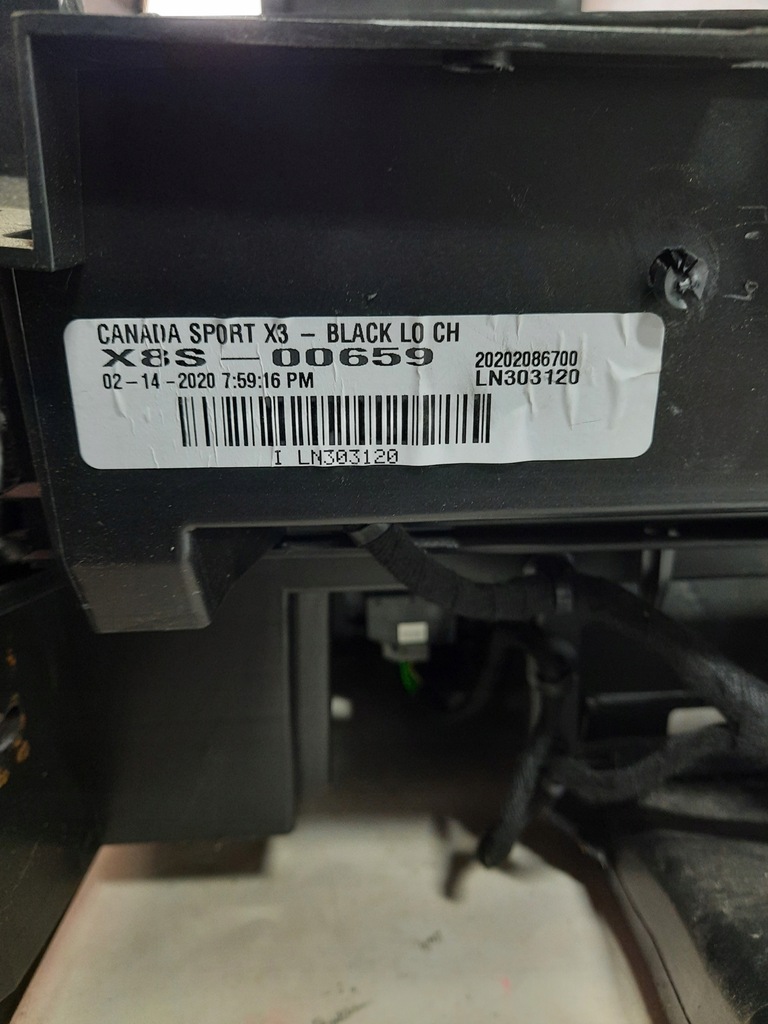 CANADA SPORT X3 - BLACK LO CH
X8S - 00659
20202086700
02-14-2020 7:59:16 PM
LN303120
I LN303120